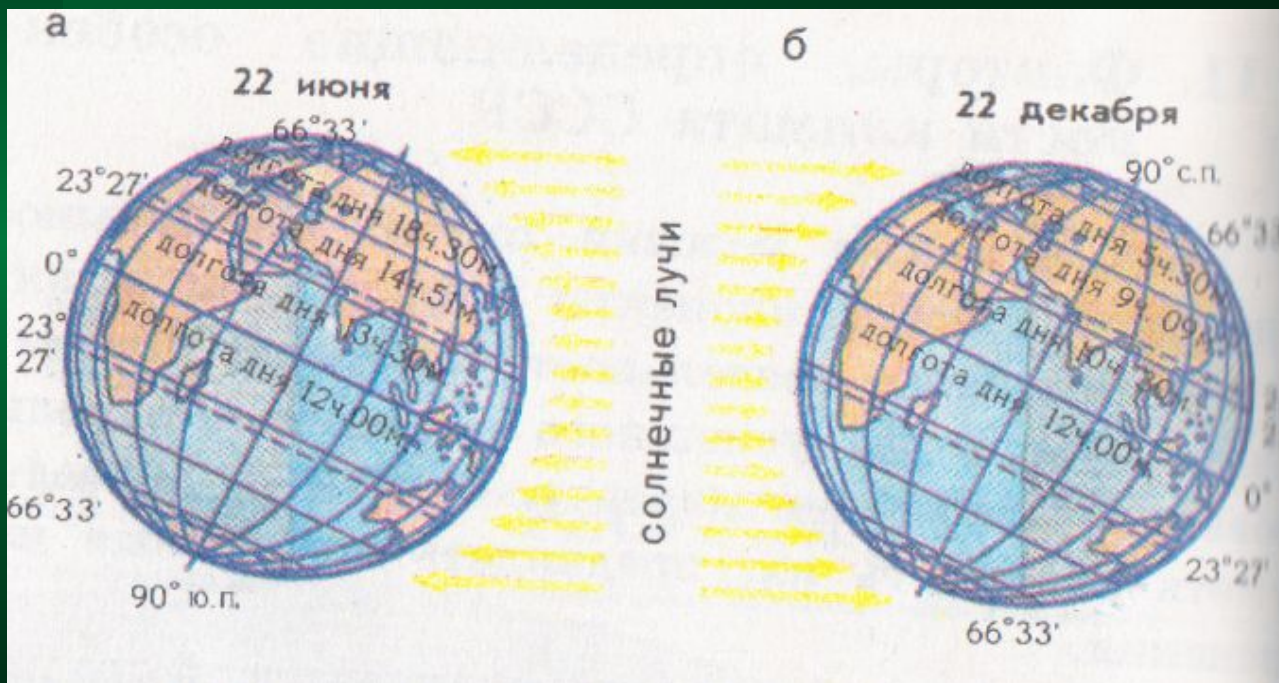 а
22 июня
66°33'
23°27'
0°
23°
27'
66°33'
90° ю.п.
долгота дня 18ч.30м.
долгота дня 14ч.51м.
долгота дня 13ч.30м.
долгота дня 12ч.00м.
солнечные лучи
б
22 декабря
90° с.п.
66°33
0°
23°27'
66°33'
долгота дня 5ч.30м.
долгота дня 9ч.09м.
долгота дня 10ч.30м.
долгота дня 12ч.00м.